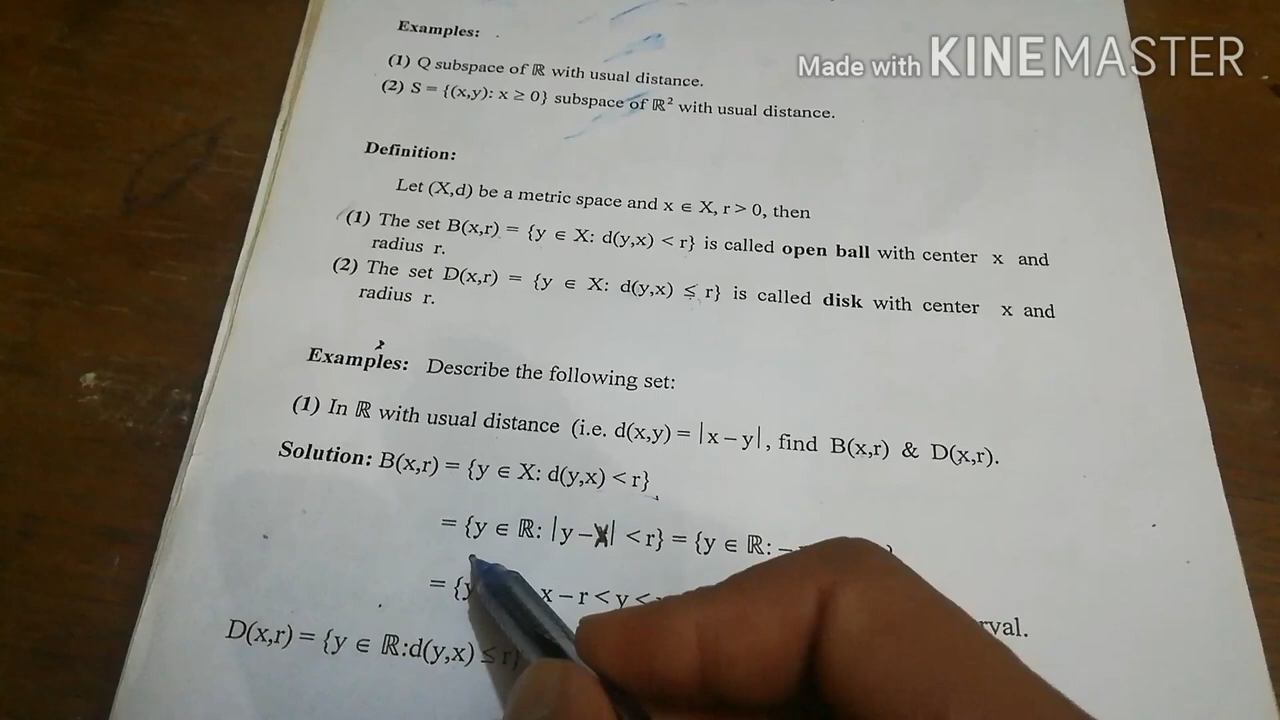 Made with KINEMASTER
Examples:
(1) Q subspace of ℝ with usual distance.
(2) S = {(x,y): x ≥ 0} subspace of ℝ² with usual distance.
Definition:
Let (X,d) be a metric space and x ∈ X, r > 0, then
(1) The set B(x,r) = {y ∈ X: d(y,x) < r} is called open ball with center x and
radius r.
(2) The set D(x,r) = {y ∈ X: d(y,x) ≤ r} is called disk with center x and
radius r.
Examples: Describe the following set:
(1) In ℝ with usual distance (i.e. d(x,y) = |x – y|, find B(x,r) & D(x,r).
Solution: B(x,r) = {y ∈ X: d(y,x) < r}
= {y ∈ ℝ: |y – x| < r} = {y ∈ ℝ: –
= {y x – r < y <
D(x,r) = {y ∈ ℝ:d(y,x) ≤ r}